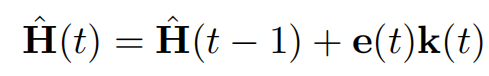 Ĥ(t) = Ĥ(t − 1) + e(t)k(t)